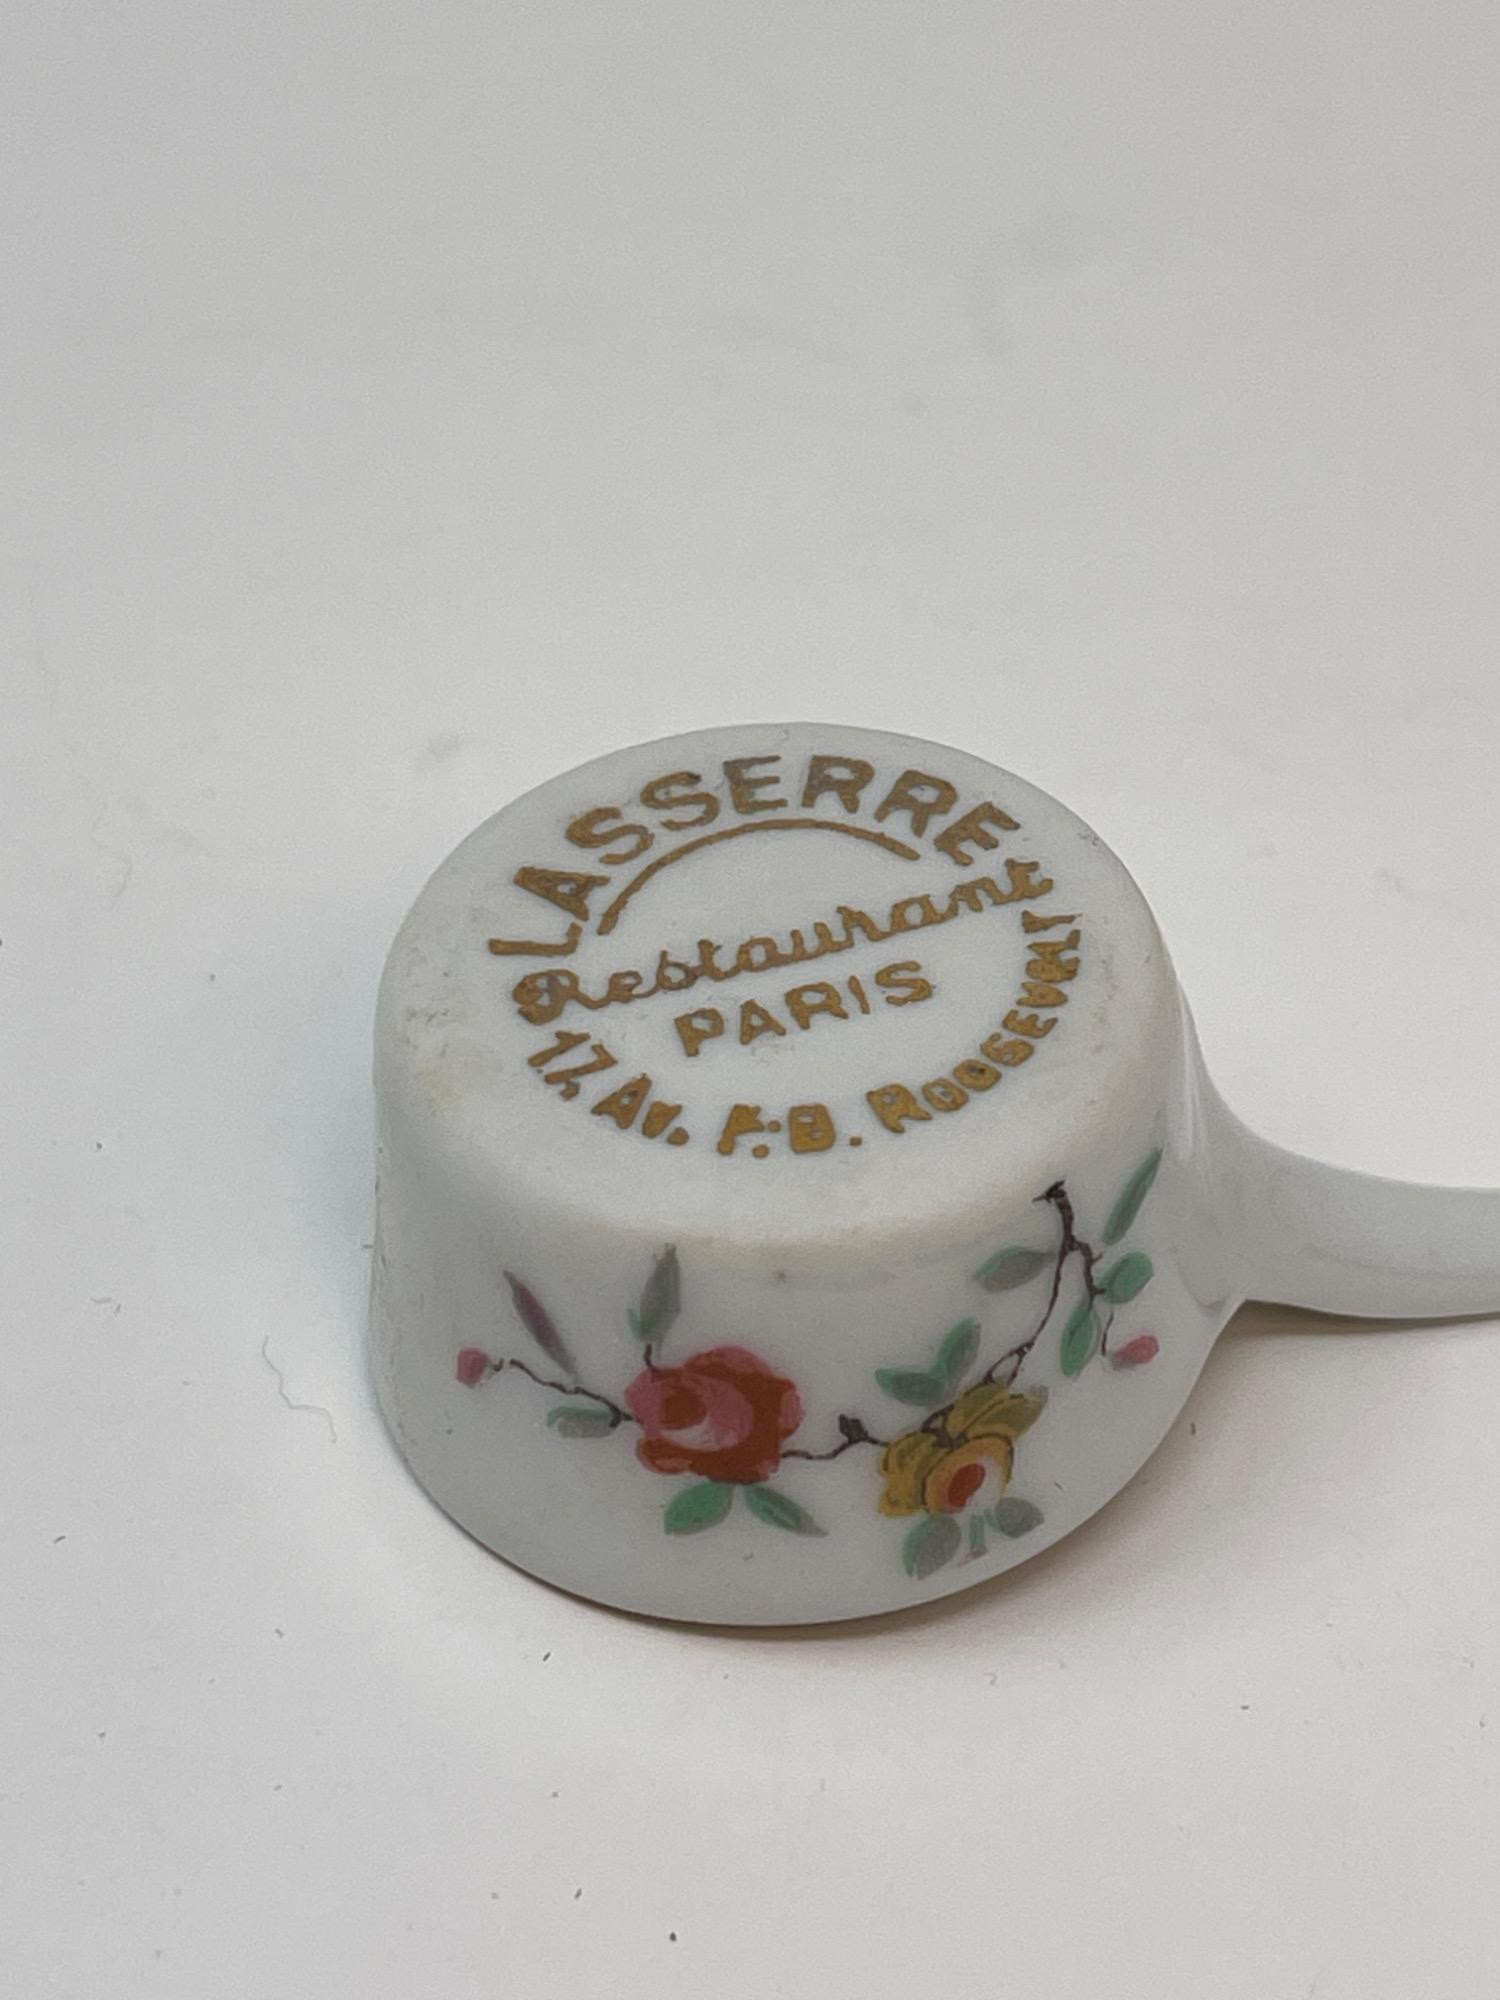 LASSERRE
Restaurant
PARIS
17, Av. F.D. ROOSEVELT